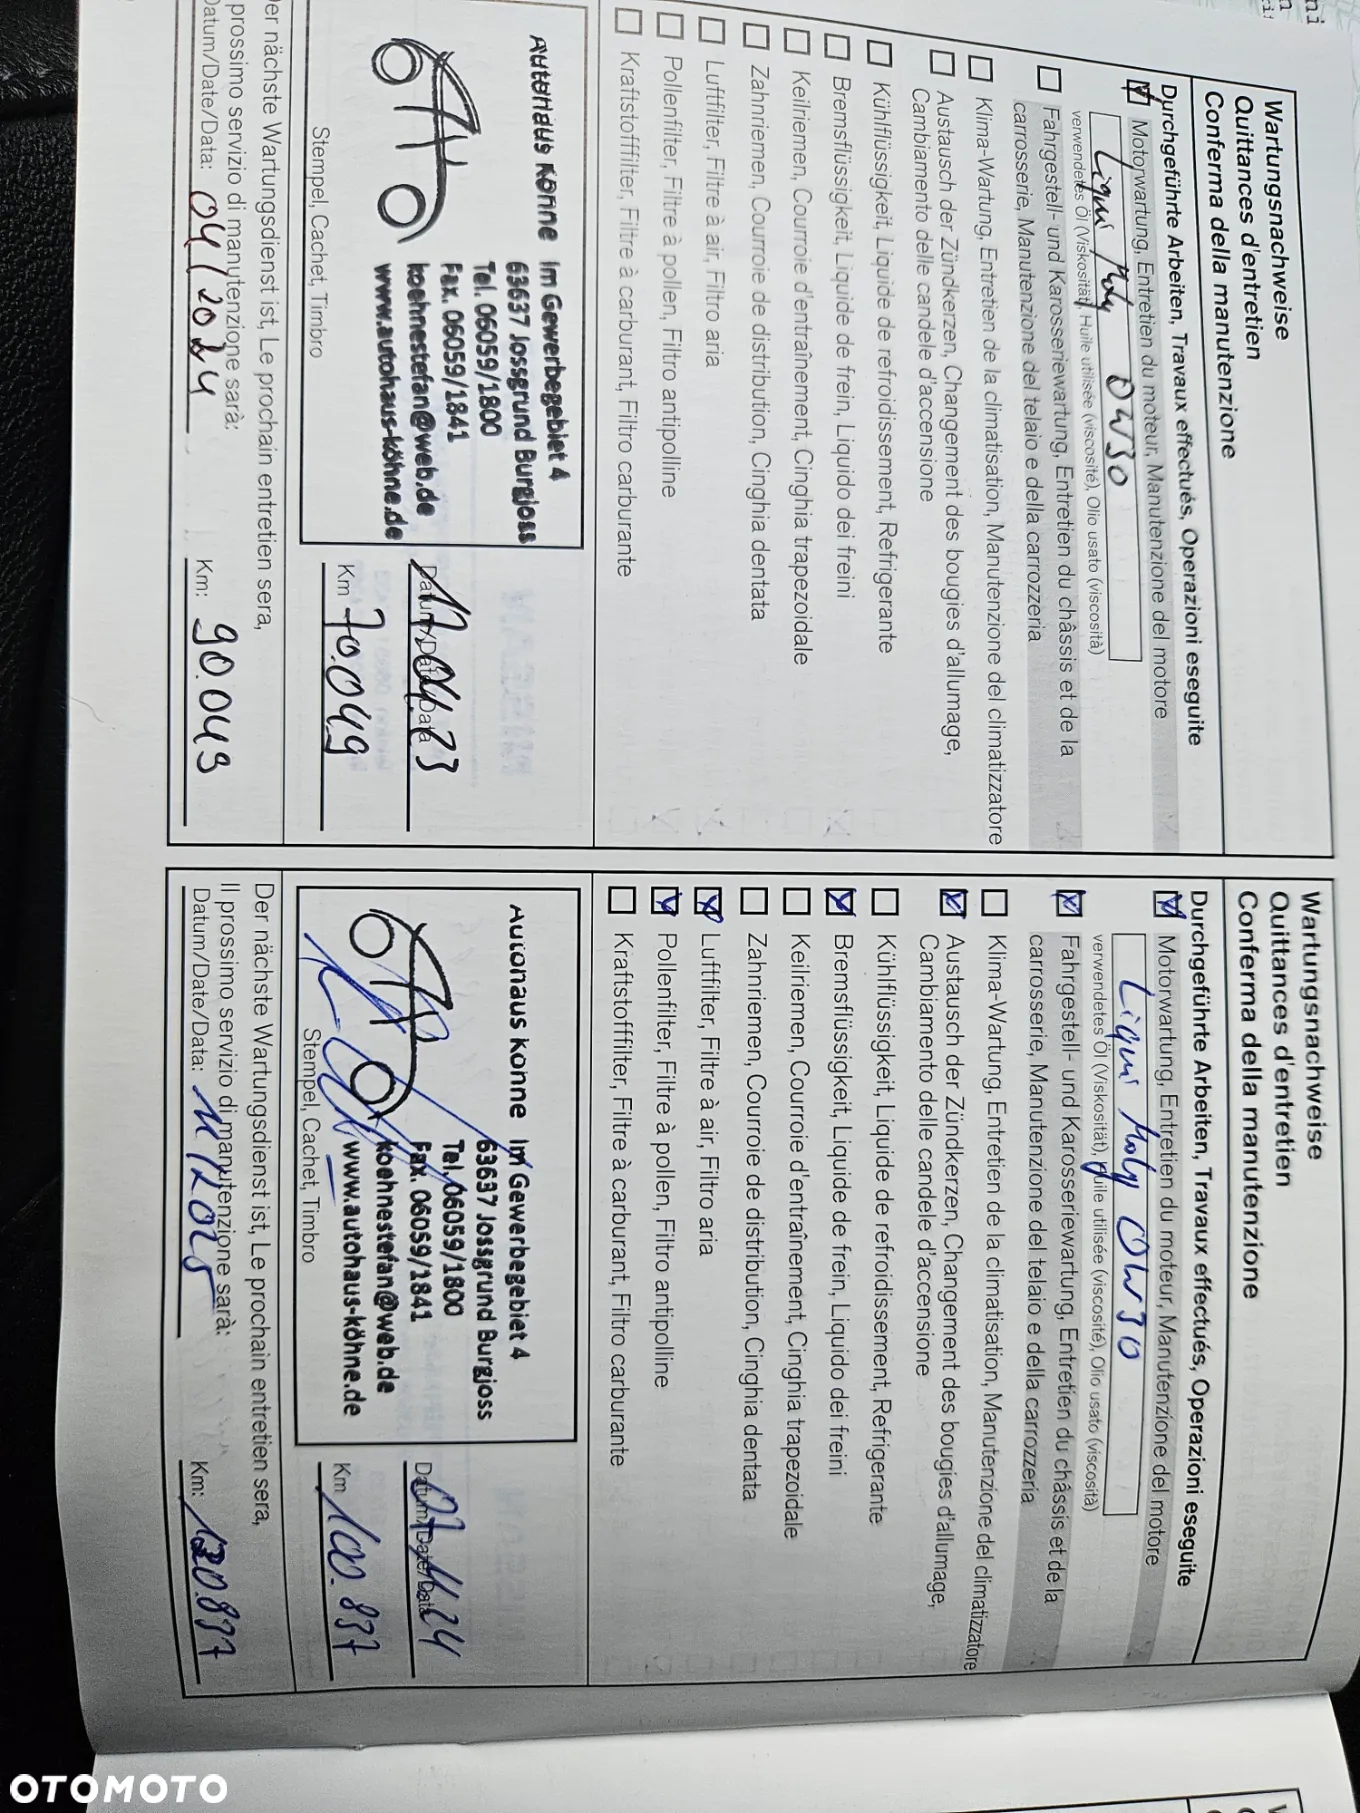 Wartungsnachweise
Quittances d'entretien
Conferma della manutenzione
Durchgeführte Arbeiten, Travaux effectués, Operazioni eseguite
Motorwartung, Entretien du moteur, Manutenzione del motore
Liqui Moly 0W30
verwendetes Öl (Viskosität), Huile utilisée (viscosité), Olio usato (viscosità)
Fahrgestell- und Karosseriewartung, Entretien du châssis et de la
carrosserie, Manutenzione del telaio e della carrozzeria
Klima-Wartung, Entretien de la climatisation, Manutenzione del climatizzatore
Austausch der Zündkerzen, Changement des bougies d'allumage,
Cambiamento delle candele d'accensione
Kühlflüssigkeit, Liquide de refroidissement, Refrigerante
Bremsflüssigkeit, Liquide de frein, Liquido dei freini
Keilriemen, Courroie d'entraînement, Cinghia trapezoidale
Zahnriemen, Courroie de distribution, Cinghia dentata
Luftfilter, Filtre à air, Filtro aria
Pollenfilter, Filtre à pollen, Filtro antipolline
Kraftstofffilter, Filtre à carburant, Filtro carburante
Autohaus Köhne Im Gewerbegebiet 4
63637 Jossgrund Burgjoss
Tel. 06059/1800
Fax. 06059/1841
koehnestefan@web.de
www.autohaus-köhne.de
Stempel, Cachet, Timbro
Datum/Date/Data 17.04.23
Km 70.049
Der nächste Wartungsdienst ist, Le prochain entretien sera,
prossimo servizio di manutenzione sarà:
Datum/Date/Data: 04/2024 Km: 90.049
Wartungsnachweise
Quittances d'entretien
Conferma della manutenzione
Durchgeführte Arbeiten, Travaux effectués, Operazioni eseguite
Motorwartung, Entretien du moteur, Manutenzione del motore
Liqui Moly 0W30
verwendetes Öl (Viskosität), Huile utilisée (viscosité), Olio usato (viscosità)
Fahrgestell- und Karosseriewartung, Entretien du châssis et de la
carrosserie, Manutenzione del telaio e della carrozzeria
Klima-Wartung, Entretien de la climatisation, Manutenzione del climatizzatore
Austausch der Zündkerzen, Changement des bougies d'allumage,
Cambiamento delle candele d'accensione
Kühlflüssigkeit, Liquide de refroidissement, Refrigerante
Bremsflüssigkeit, Liquide de frein, Liquido dei freini
Keilriemen, Courroie d'entraînement, Cinghia trapezoidale
Zahnriemen, Courroie de distribution, Cinghia dentata
Luftfilter, Filtre à air, Filtro aria
Pollenfilter, Filtre à pollen, Filtro antipolline
Kraftstofffilter, Filtre à carburant, Filtro carburante
Autohaus Köhne Im Gewerbegebiet 4
63637 Jossgrund Burgjoss
Tel. 06059/1800
Fax. 06059/1841
koehnestefan@web.de
www.autohaus-köhne.de
Stempel, Cachet, Timbro
Datum/Date/Data
Km 100.897
Der nächste Wartungsdienst ist, Le prochain entretien sera,
Il prossimo servizio di manutenzione sarà:
Datum/Date/Data: 11/2025 Km: 120.897
OTOMOTO